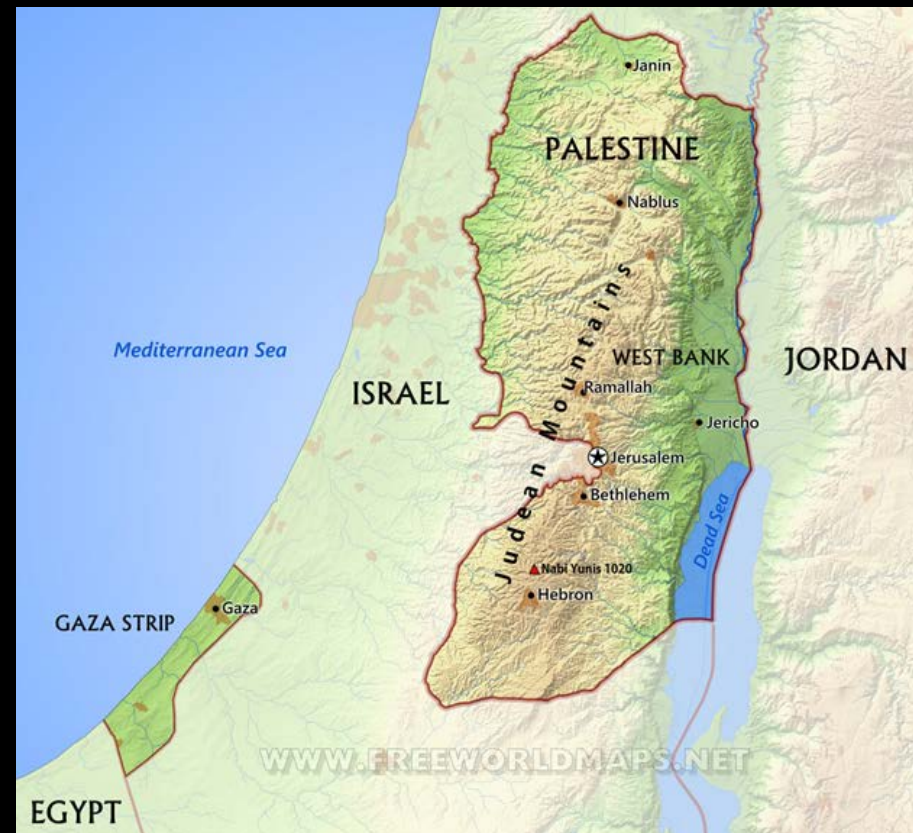 Janin
PALESTINE
Nablus
Mediterranean Sea
WEST BANK
JORDAN
ISRAEL
Ramallah
Judean Mountains
Jericho
Jerusalem
Bethlehem
Dead Sea
Nabi Yunis 1020
Hebron
Gaza
GAZA STRIP
WWW.FREEWORLDMAPS.NET
EGYPT